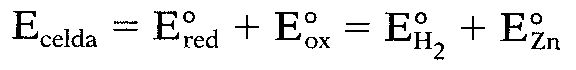 E_celda = E°_red + E°_ox = E°_H₂ + E°_Zn